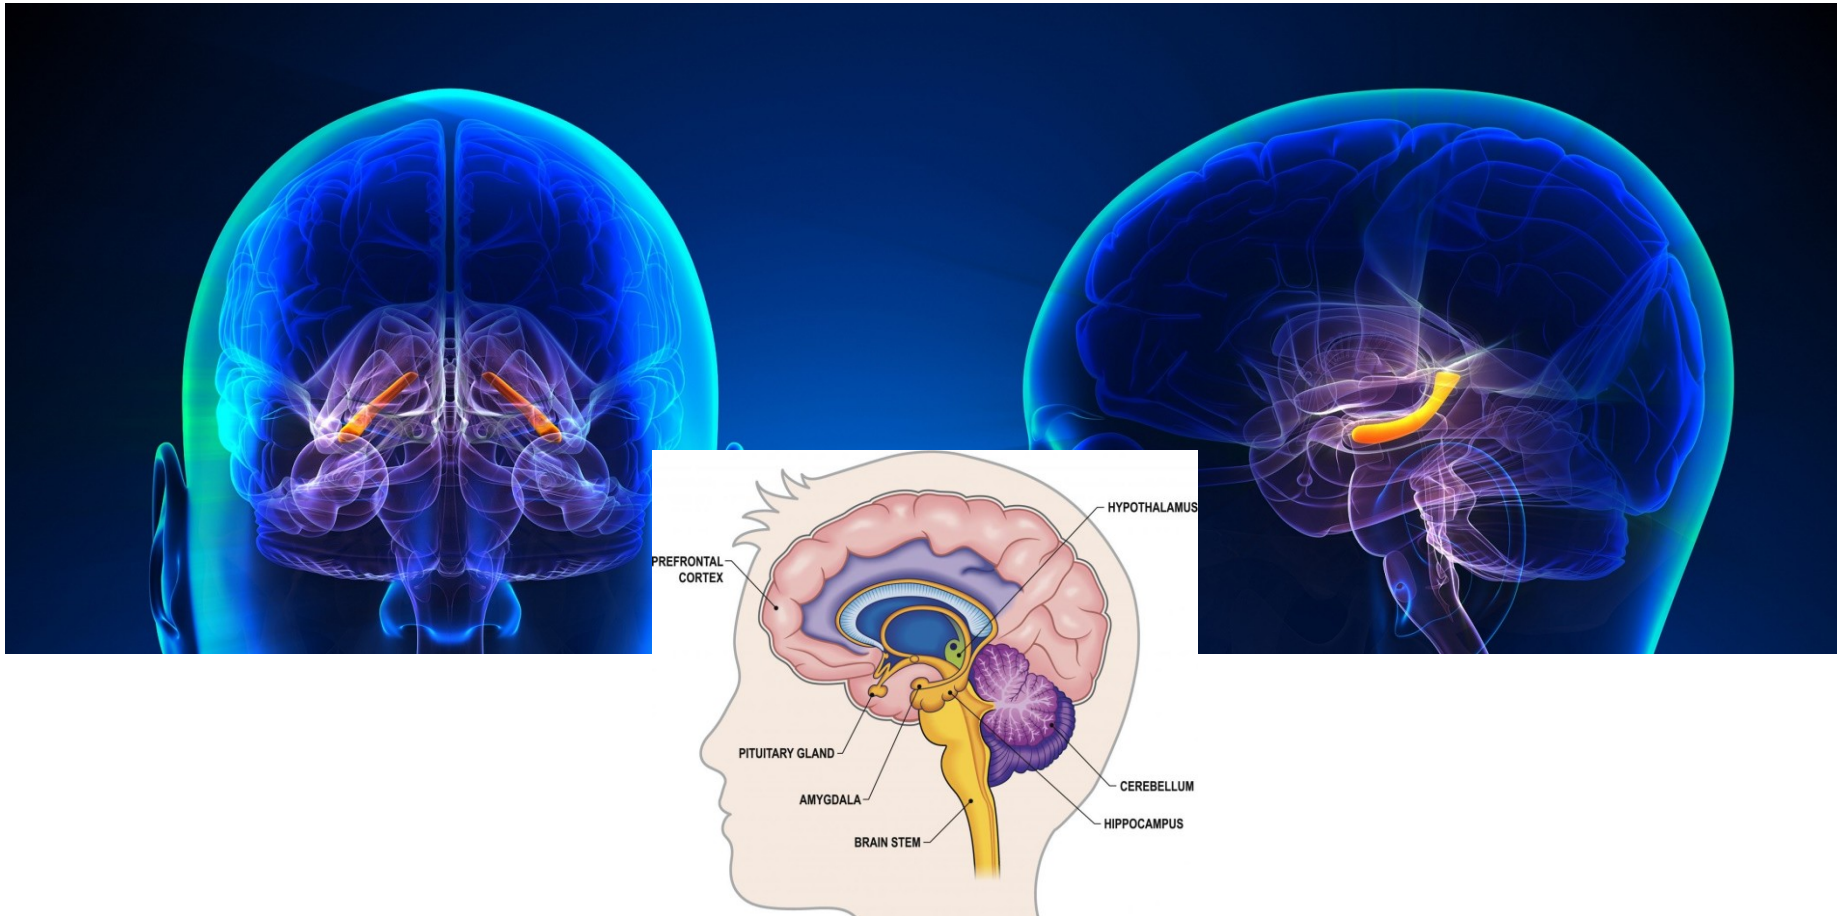 HYPOTHALAMUS
PREFRONTAL
CORTEX
PITUITARY GLAND
CEREBELLUM
AMYGDALA
HIPPOCAMPUS
BRAIN STEM